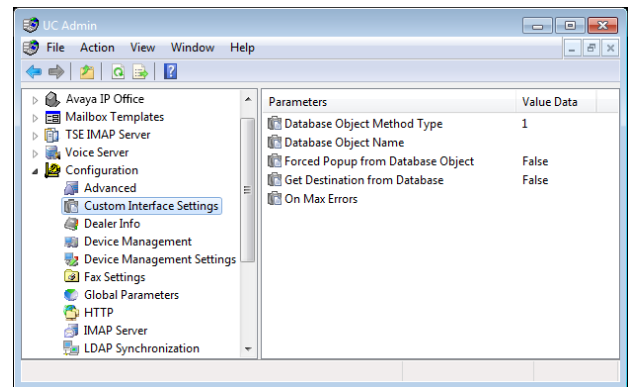 UC Admin
File Action View Window Help
Avaya IP Office
Mailbox Templates
TSE IMAP Server
Voice Server
Configuration
Advanced
Custom Interface Settings
Dealer Info
Device Management
Device Management Settings
Fax Settings
Global Parameters
HTTP
IMAP Server
LDAP Synchronization
Parameters Value Data
Database Object Method Type 1
Database Object Name
Forced Popup from Database Object False
Get Destination from Database False
On Max Errors